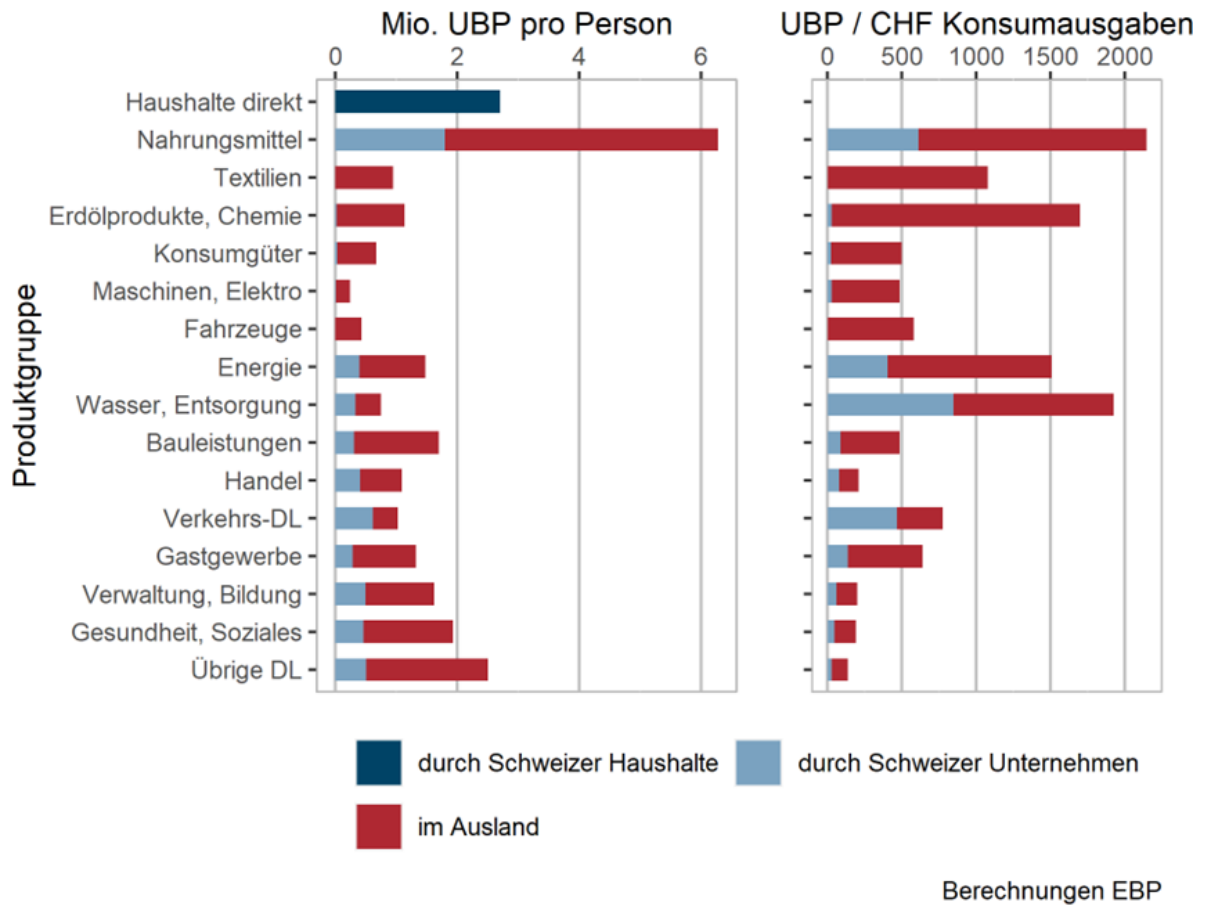 Mio. UBP pro Person
UBP / CHF Konsumausgaben
0 2 4 6
0 500 1000 1500 2000
Produktgruppe
Haushalte direkt
Nahrungsmittel
Textilien
Erdölprodukte, Chemie
Konsumgüter
Maschinen, Elektro
Fahrzeuge
Energie
Wasser, Entsorgung
Bauleistungen
Handel
Verkehrs-DL
Gastgewerbe
Verwaltung, Bildung
Gesundheit, Soziales
Übrige DL
durch Schweizer Haushalte
durch Schweizer Unternehmen
im Ausland
Berechnungen EBP